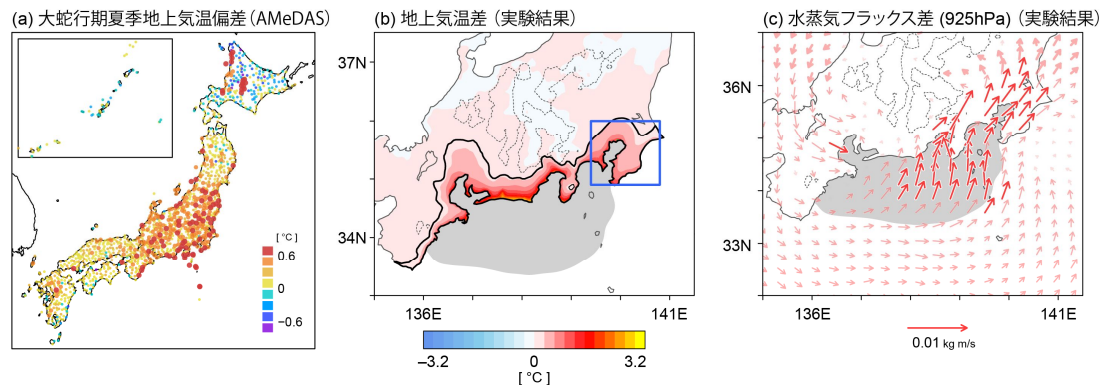 (a) 大蛇行期夏季地上気温偏差 (AMeDAS)
[ °C ]
0.6
0
−0.6
(b) 地上気温差 (実験結果)
37N
34N
136E
141E
−3.2
0
3.2
[ °C ]
(c) 水蒸気フラックス差 (925hPa) (実験結果)
36N
33N
136E
141E
0.01 kg m/s